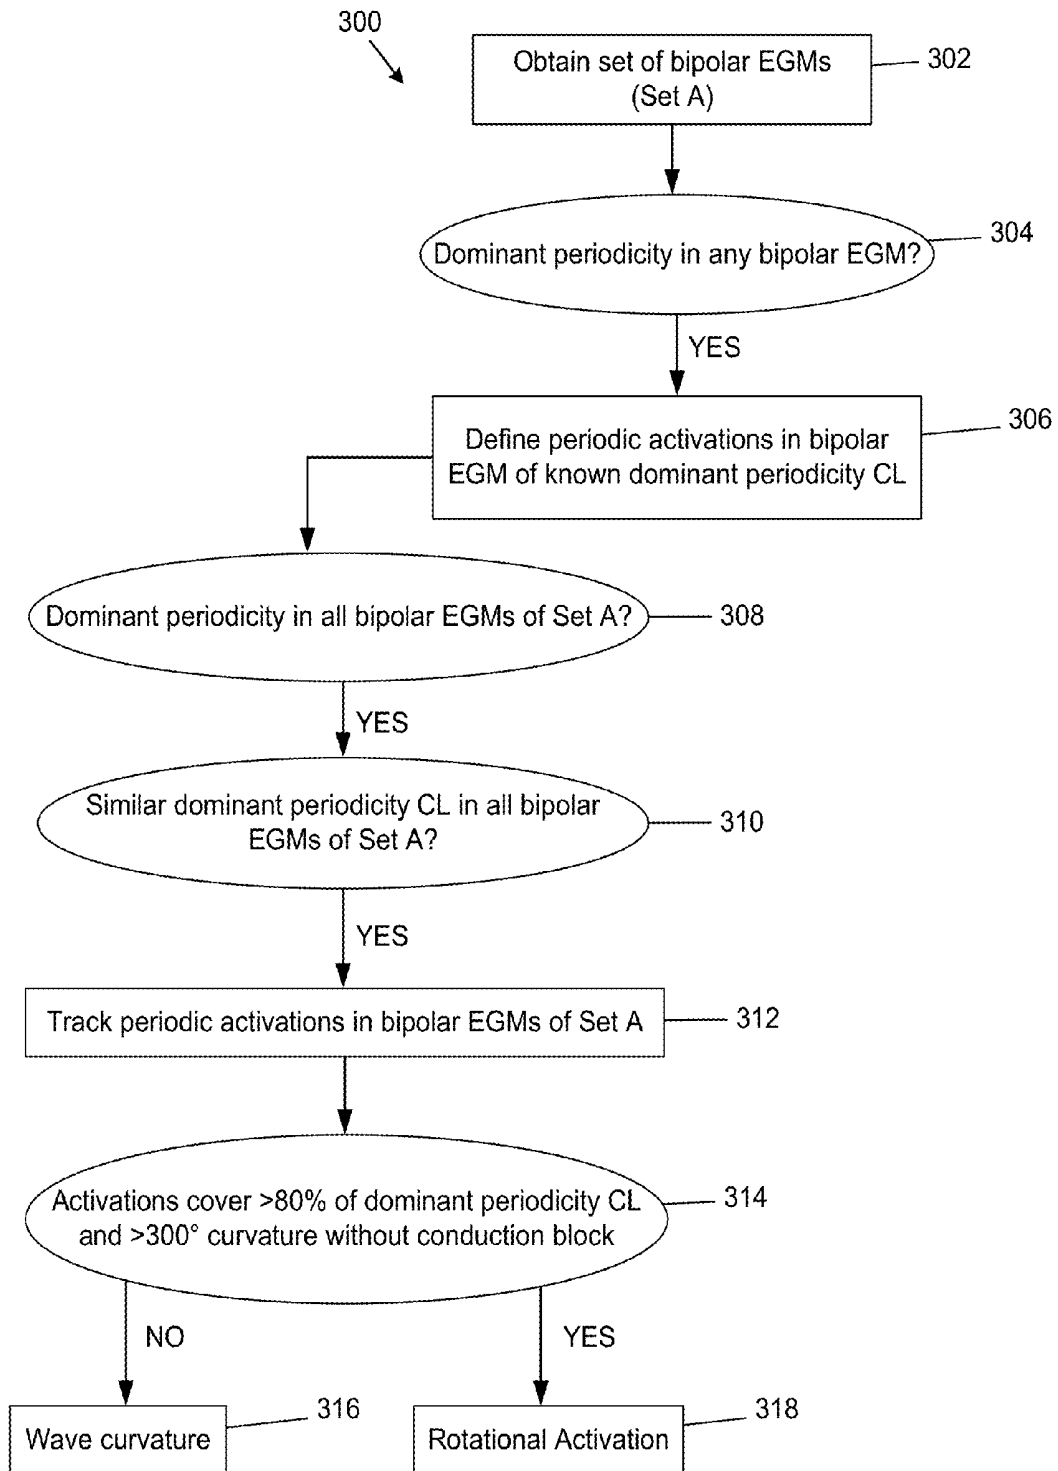 300
Obtain set of bipolar EGMs
(Set A)
302
Dominant periodicity in any bipolar EGM?
304
YES
Define periodic activations in bipolar
EGM of known dominant periodicity CL
306
Dominant periodicity in all bipolar EGMs of Set A?
308
YES
Similar dominant periodicity CL in all bipolar
EGMs of Set A?
310
YES
Track periodic activations in bipolar EGMs of Set A
312
Activations cover >80% of dominant periodicity CL
and >300° curvature without conduction block
314
NO
YES
Wave curvature
316
Rotational Activation
318